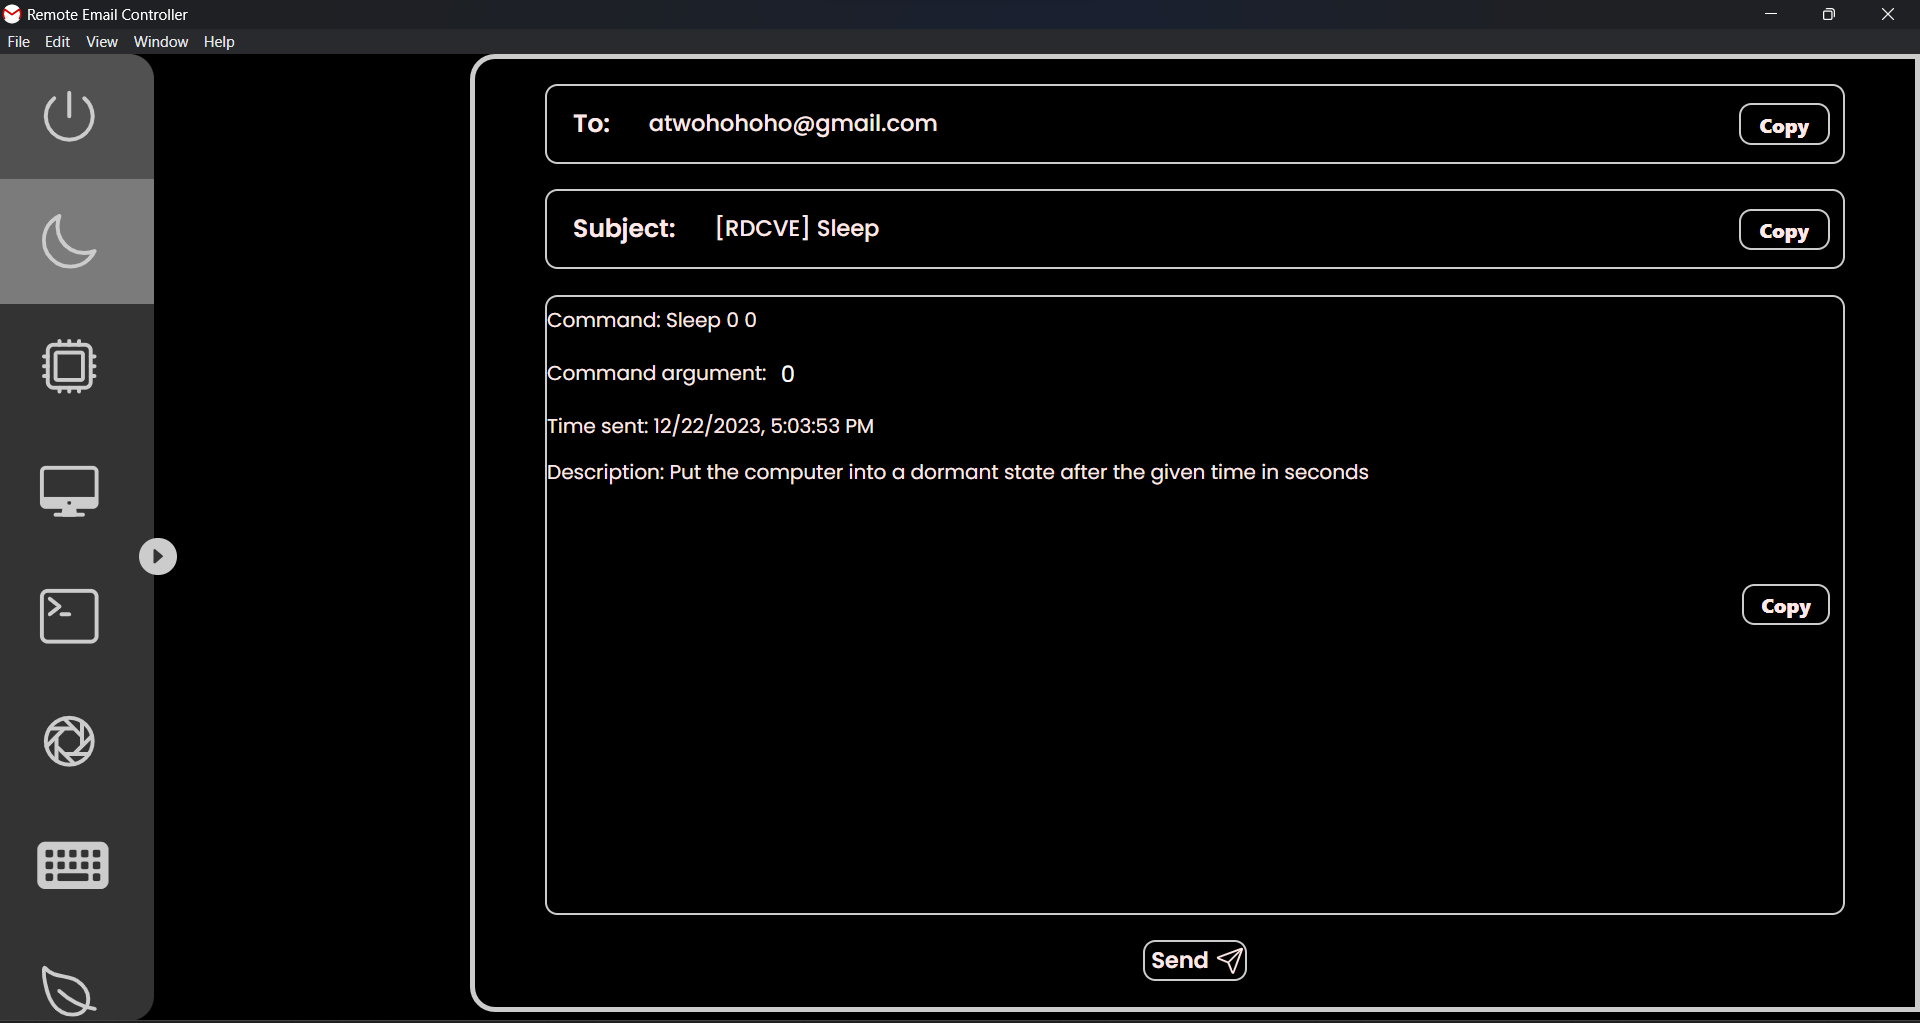 Remote Email Controller
File Edit View Window Help
To: atwohohoho@gmail.com Copy
Subject: [RDCVE] Sleep Copy
Command: Sleep 0 0
Command argument: 0
Time sent: 12/22/2023, 5:03:53 PM
Description: Put the computer into a dormant state after the given time in seconds
Copy
Send